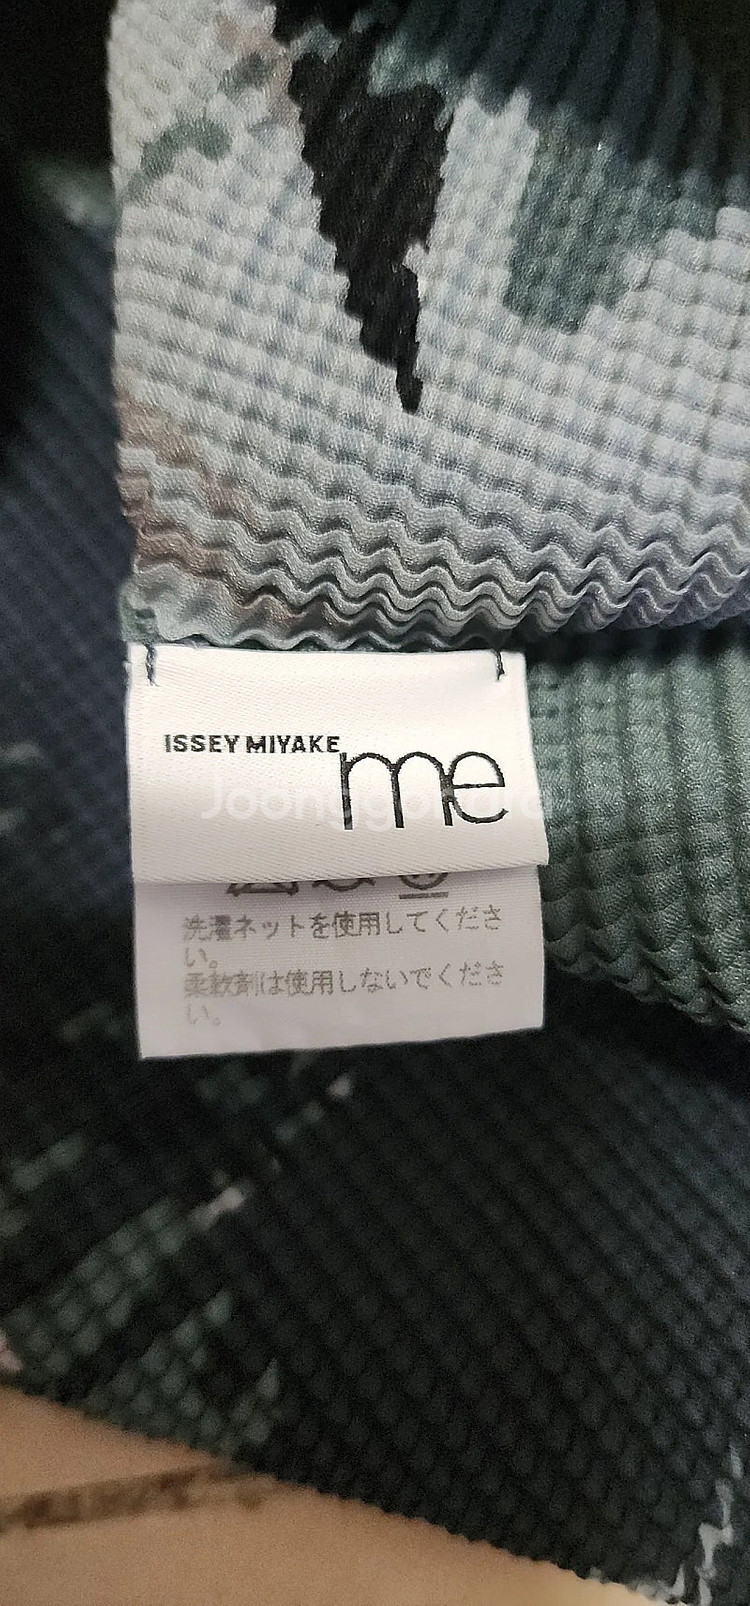 ISSEY MIYAKE
me
Joonggonara
洗濯ネットを使用してくださ
い。
柔軟剤は使用しないでくださ
い。